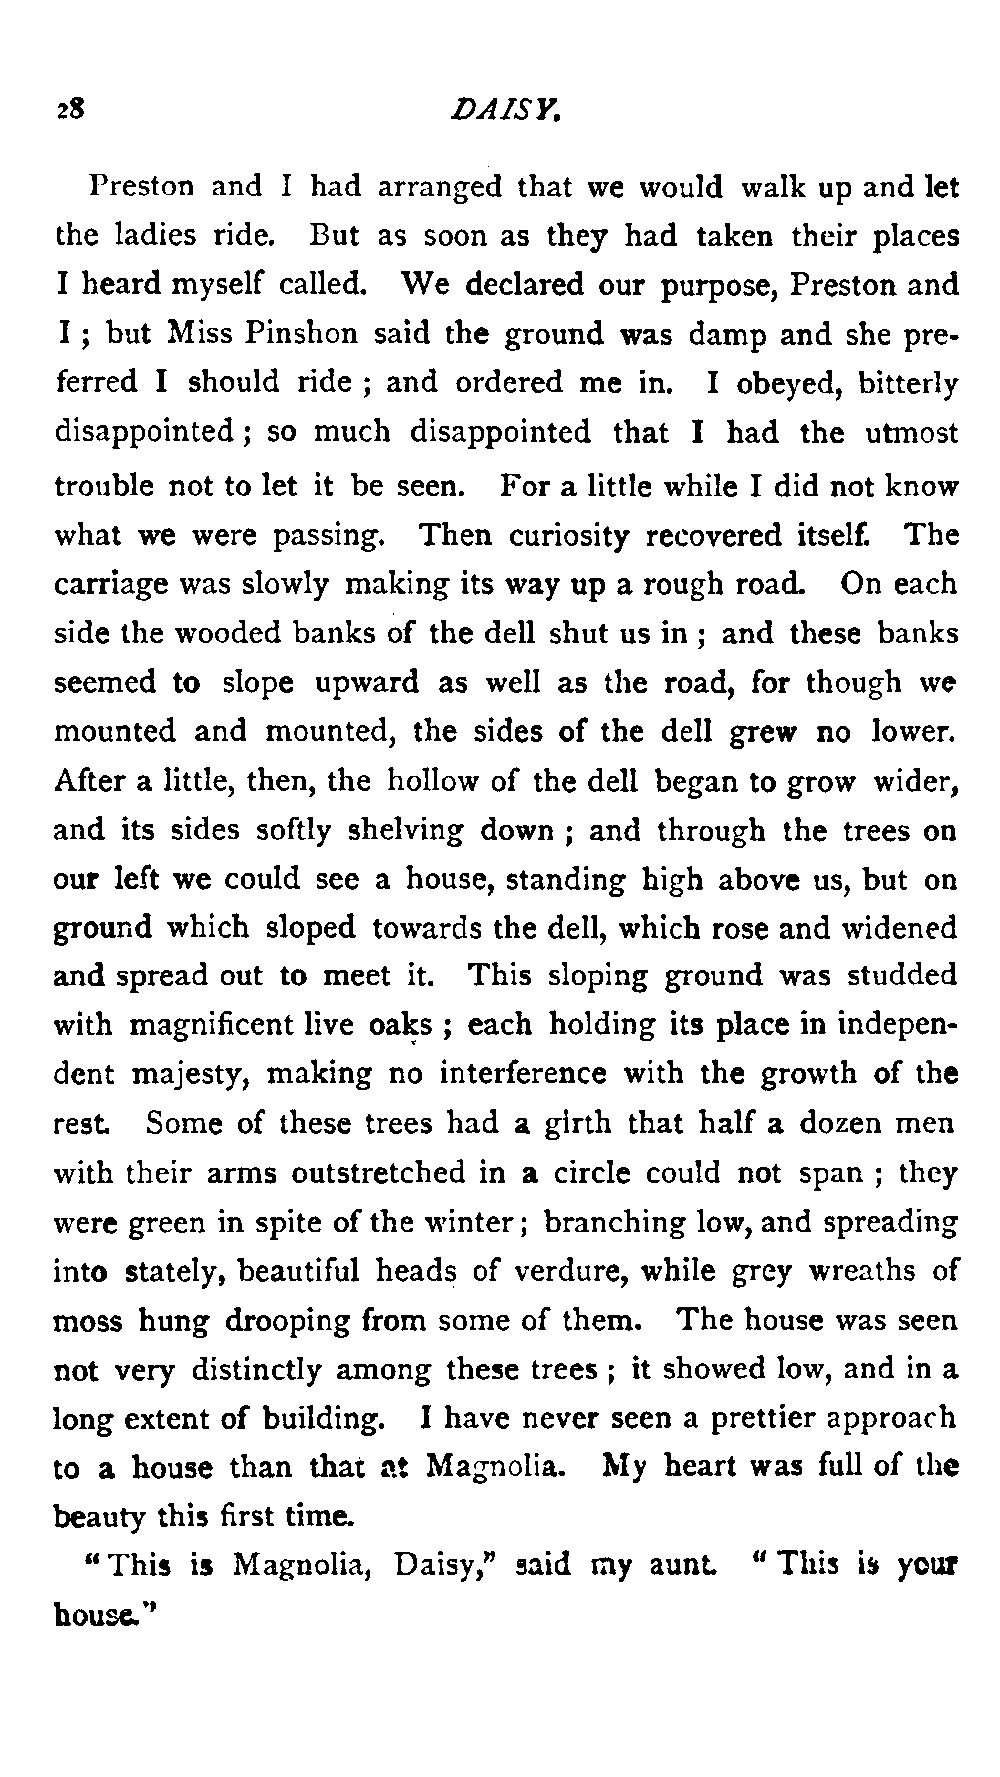 28 DAISY.
Preston and I had arranged that we would walk up and let
the ladies ride. But as soon as they had taken their places
I heard myself called. We declared our purpose, Preston and
I ; but Miss Pinshon said the ground was damp and she pre-
ferred I should ride ; and ordered me in. I obeyed, bitterly
disappointed ; so much disappointed that I had the utmost
trouble not to let it be seen. For a little while I did not know
what we were passing. Then curiosity recovered itself. The
carriage was slowly making its way up a rough road. On each
side the wooded banks of the dell shut us in ; and these banks
seemed to slope upward as well as the road, for though we
mounted and mounted, the sides of the dell grew no lower.
After a little, then, the hollow of the dell began to grow wider,
and its sides softly shelving down ; and through the trees on
our left we could see a house, standing high above us, but on
ground which sloped towards the dell, which rose and widened
and spread out to meet it. This sloping ground was studded
with magnificent live oaks ; each holding its place in indepen-
dent majesty, making no interference with the growth of the
rest. Some of these trees had a girth that half a dozen men
with their arms outstretched in a circle could not span ; they
were green in spite of the winter ; branching low, and spreading
into stately, beautiful heads of verdure, while grey wreaths of
moss hung drooping from some of them. The house was seen
not very distinctly among these trees ; it showed low, and in a
long extent of building. I have never seen a prettier approach
to a house than that at Magnolia. My heart was full of the
beauty this first time.
" This is Magnolia, Daisy," said my aunt. " This is your
house."